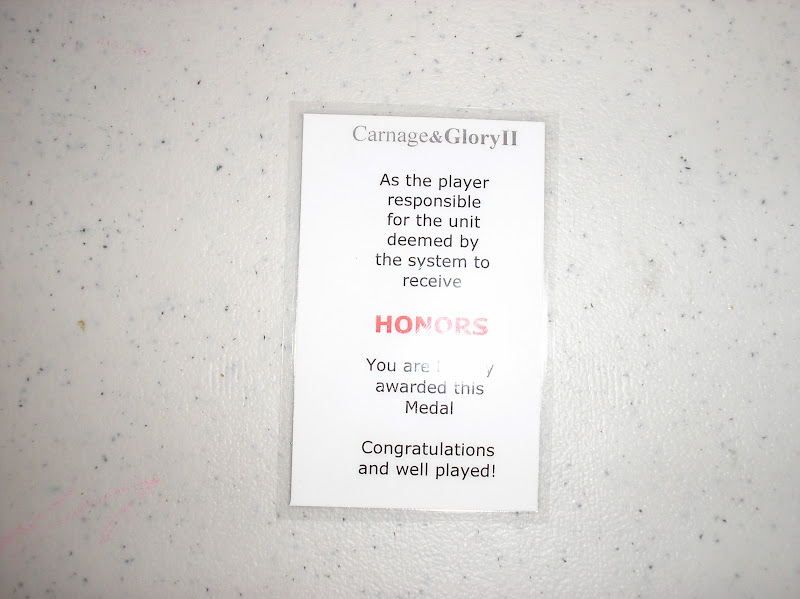 Carnage&GloryII
As the player
responsible
for the unit
deemed by
the system to
receive
HONORS
You are
awarded this
Medal
Congratulations
and well played!